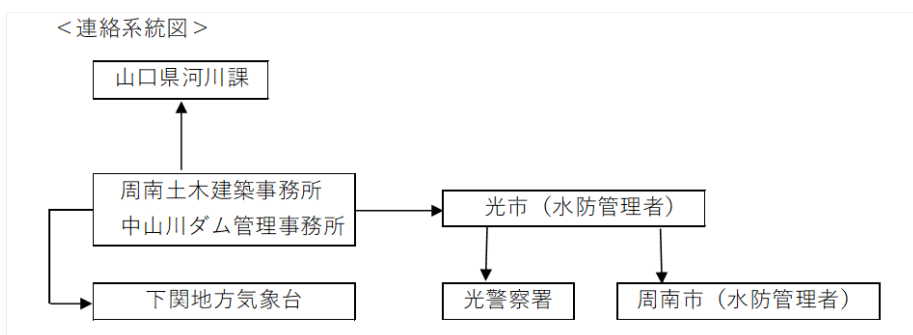 ＜連絡系統図＞
山口県河川課
周南土木建築事務所
中山川ダム管理事務所
光市（水防管理者）
下関地方気象台
光警察署
周南市（水防管理者）